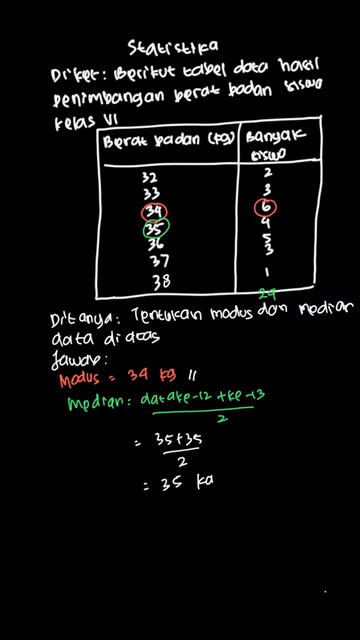 Statistika
Diket: Berikut tabel data hasil
penimbangan berat badan siswa
kelas VI
Berat badan (kg) Banyak siswa
32 2
33 3
34 6
35 4
36 5
37 3
38 1
24
Ditanya: Tentukan modus dan median
data di atas
Jawab:
Modus = 34 kg //
Median: data ke-12 + ke-13
2
= 35+35
2
= 35 kg